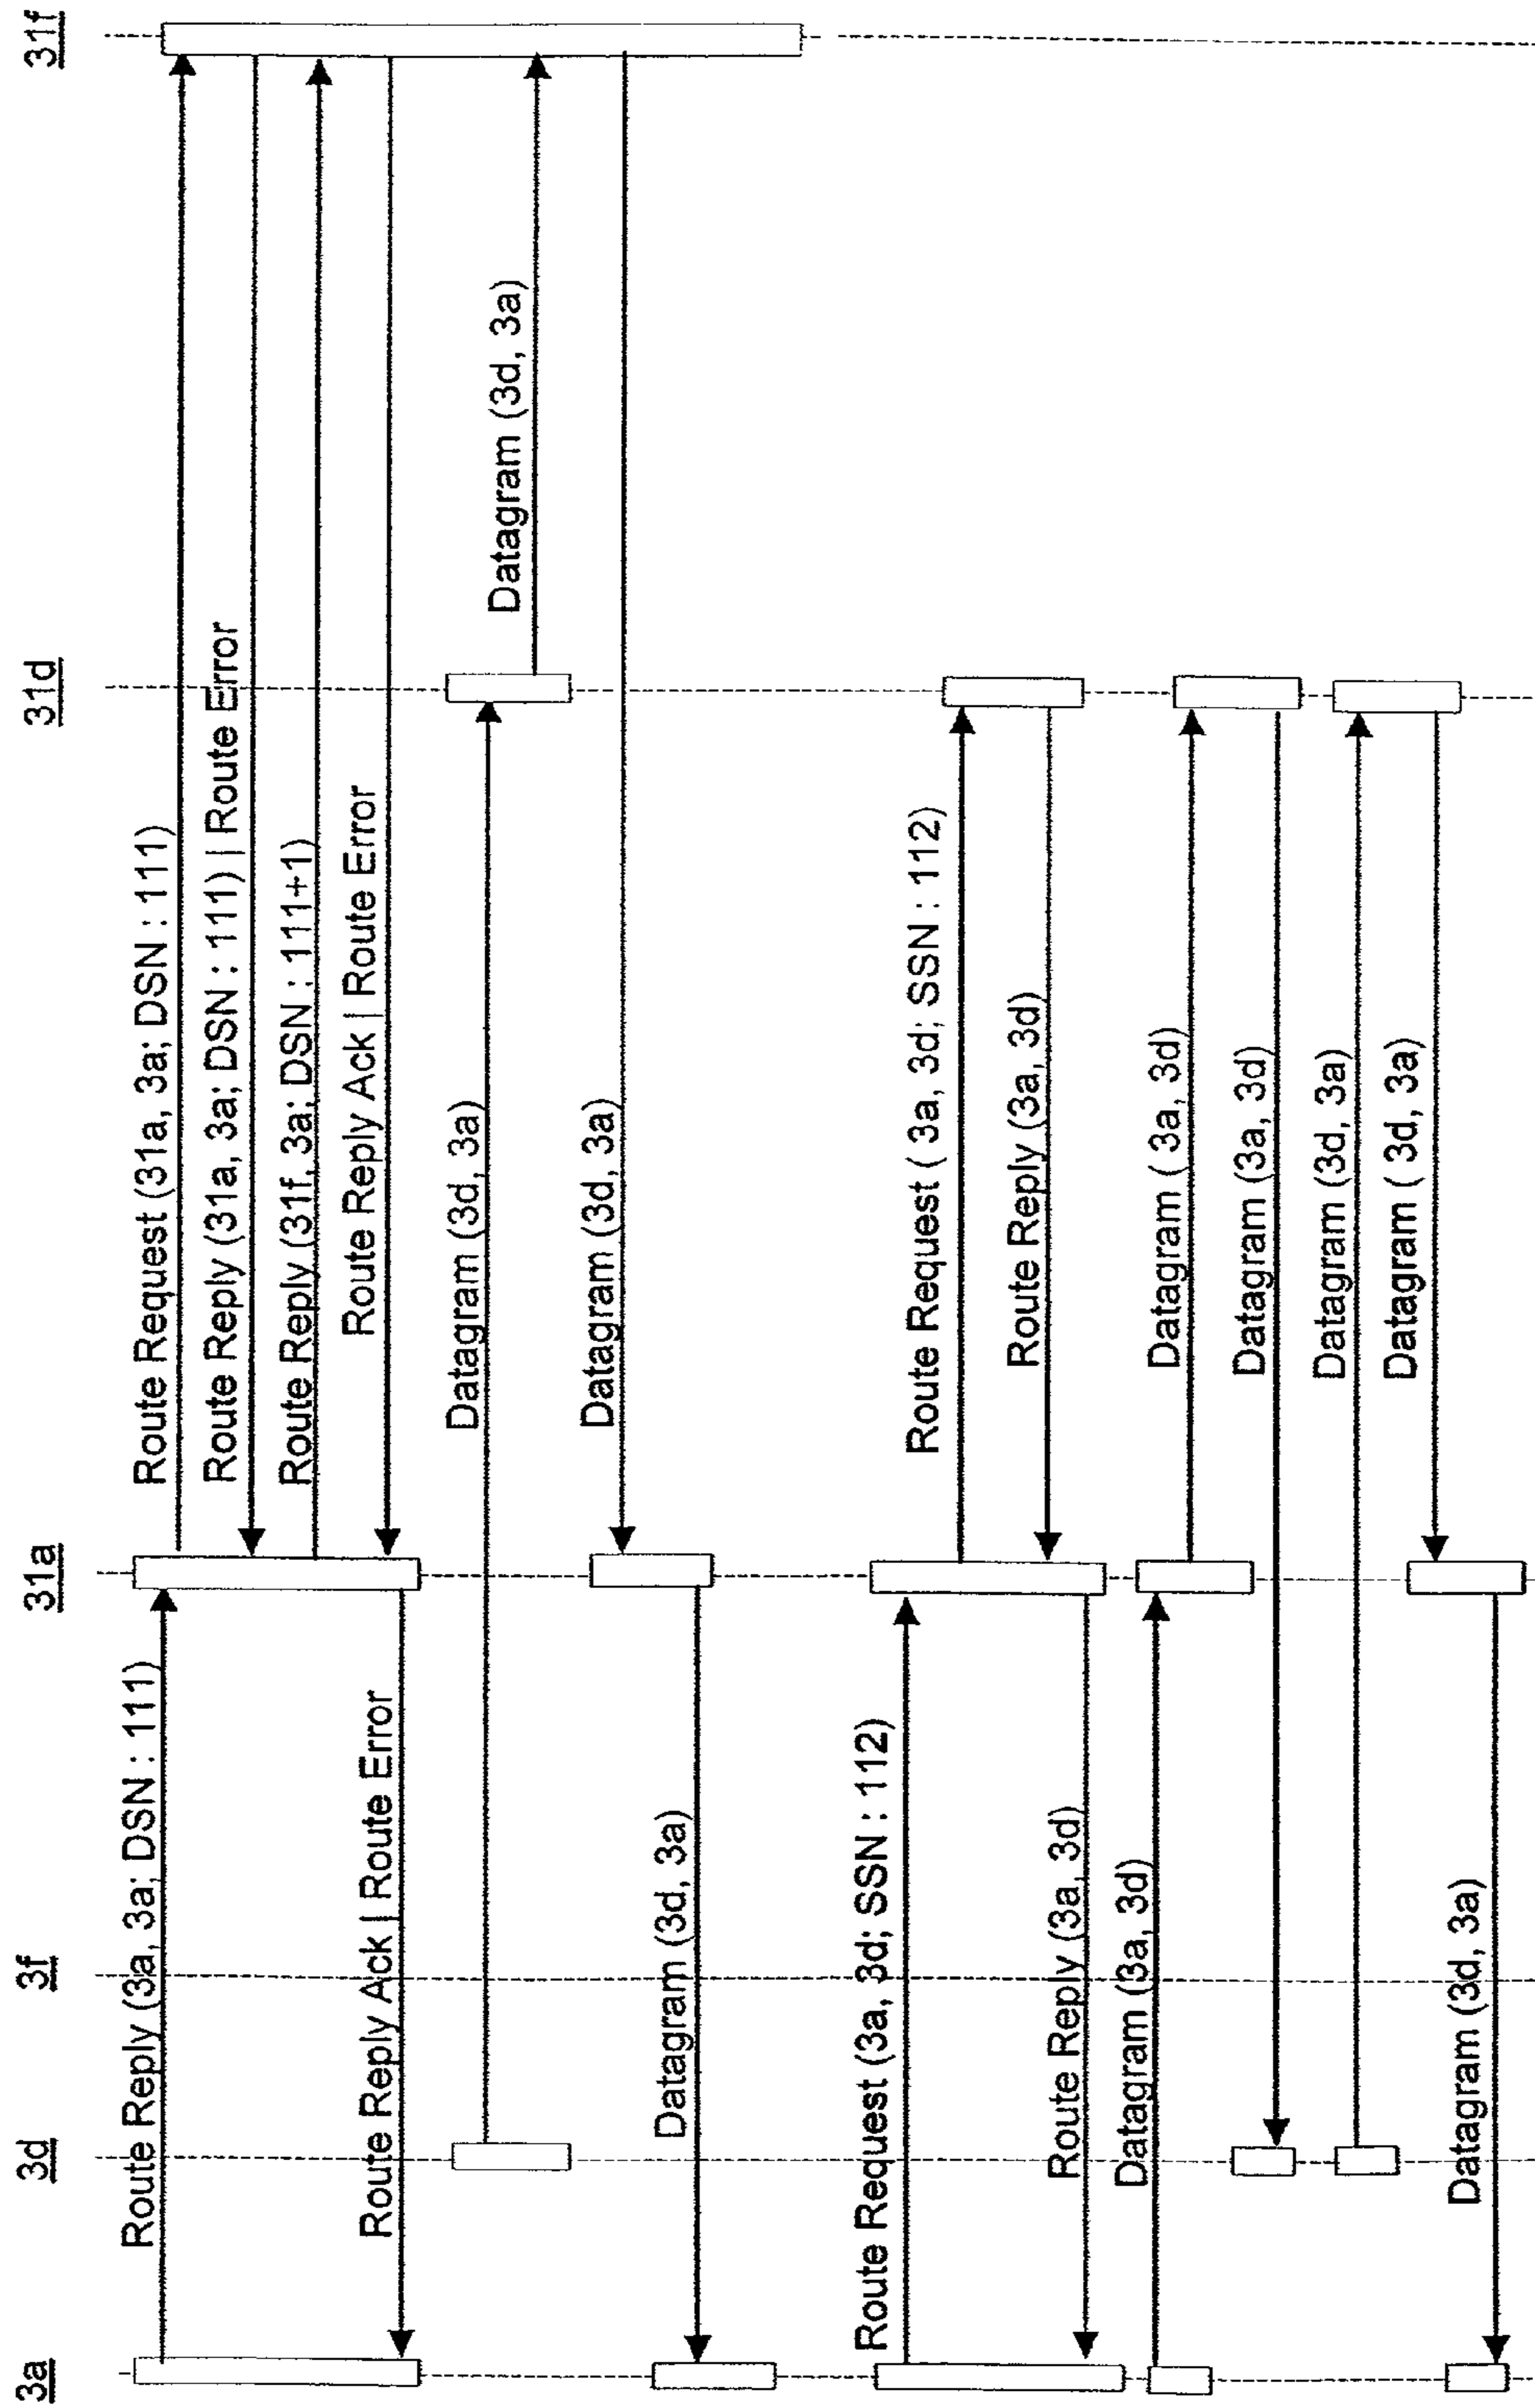 3a
3d
3f
31a
31d
31f
Route Reply (3a, 3a; DSN : 111)
Route Request (31a, 3a; DSN : 111)
Route Reply (31a, 3a; DSN : 111) | Route Error
Route Reply (31f, 3a; DSN : 111+1)
Route Reply Ack | Route Error
Route Reply Ack | Route Error
Datagram (3d, 3a)
Datagram (3d, 3a)
Datagram (3d, 3a)
Datagram (3d, 3a)
Route Request (3a, 3d; SSN : 112)
Route Request ( 3a, 3d; SSN : 112)
Route Reply (3a, 3d)
Route Reply (3a, 3d)
Datagram (3a, 3d)
Datagram ( 3a, 3d)
Datagram (3a, 3d)
Datagram (3d, 3a)
Datagram ( 3d, 3a)
Datagram (3d, 3a)